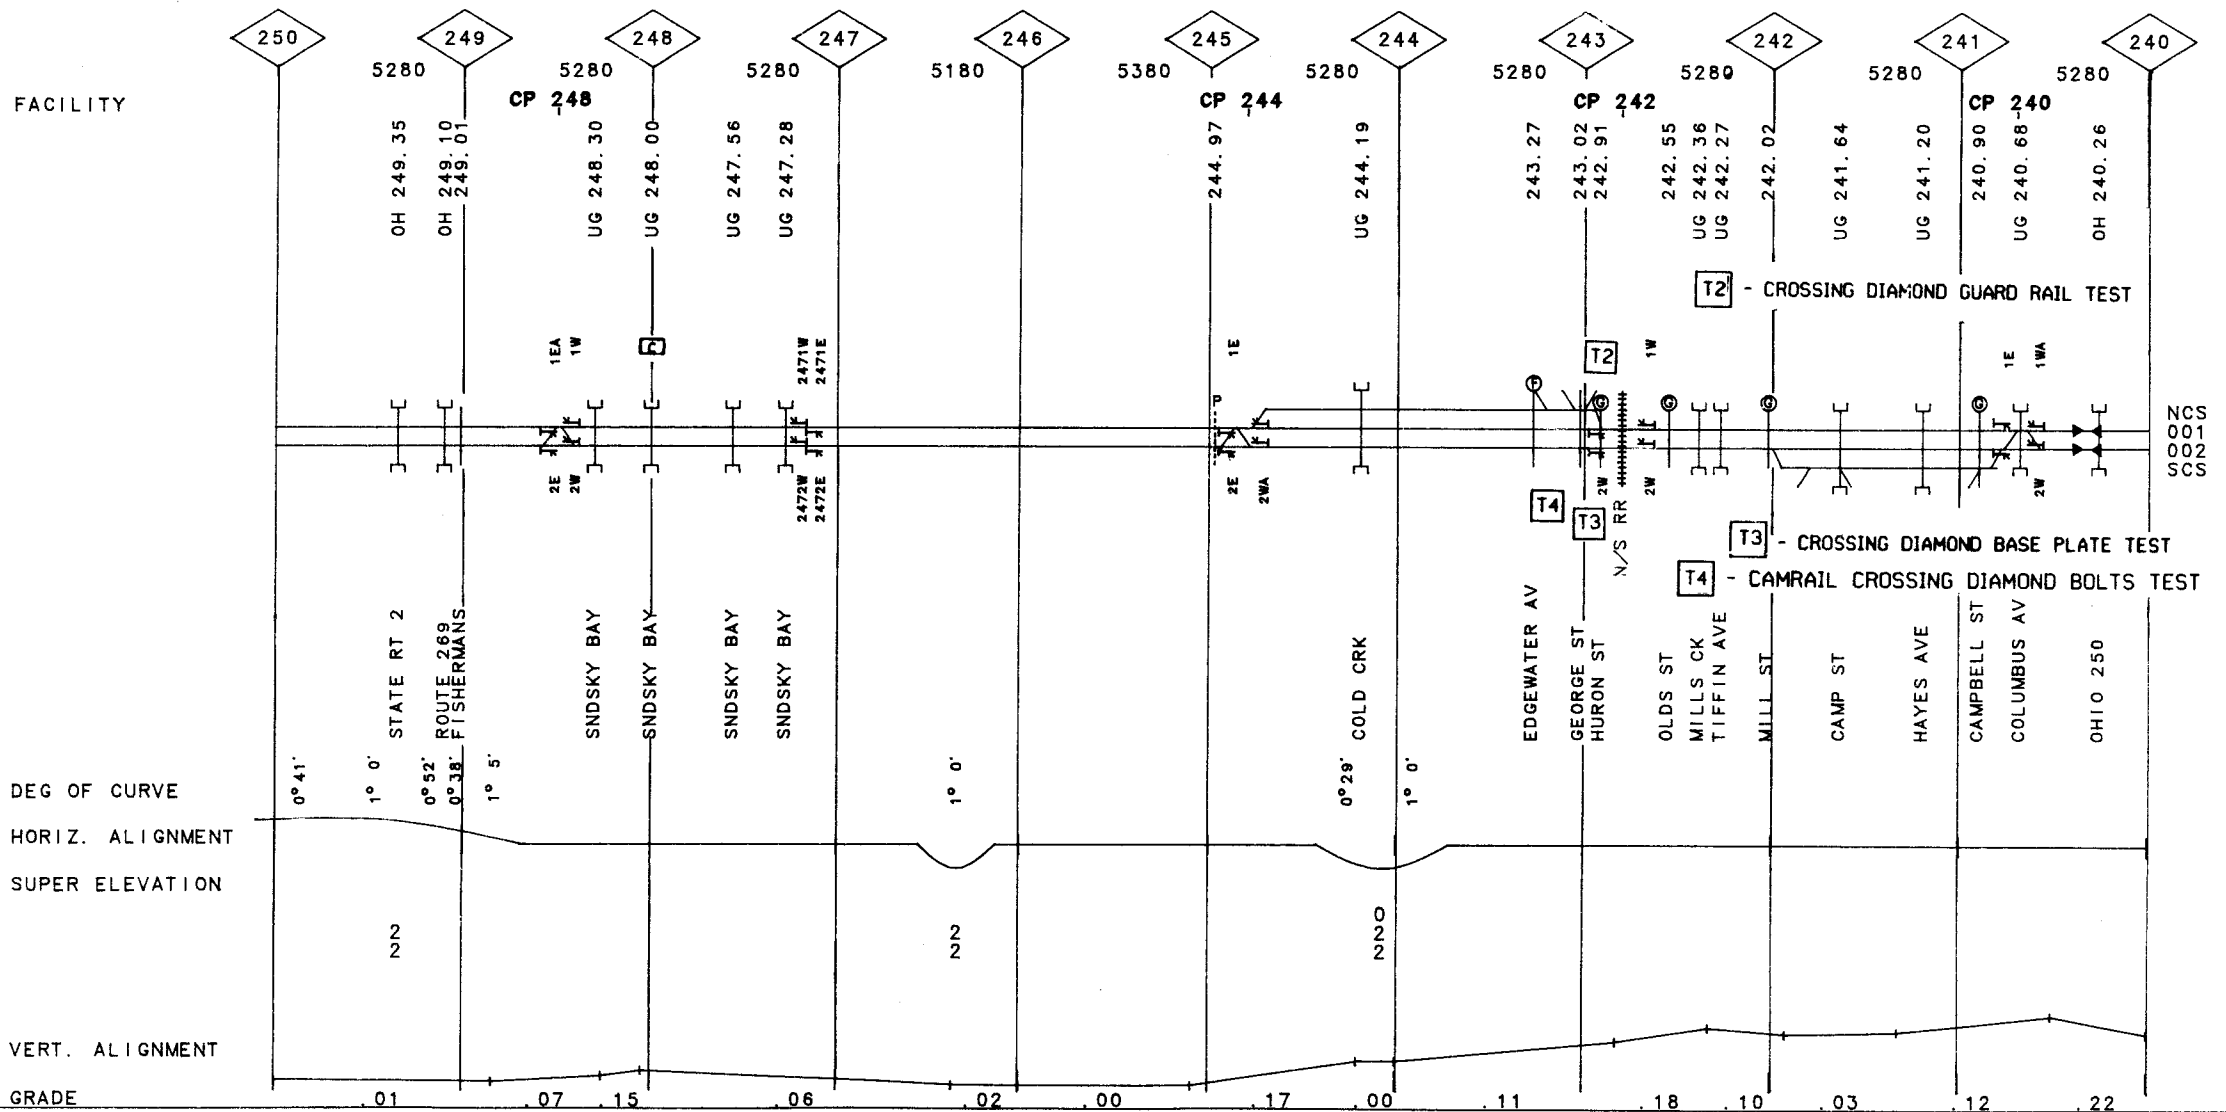 250 249 248 247 246 245 244 243 242 241 240
5280 5280 5280 5180 5380 5280 5280 5280 5280 5280
FACILITY
CP 248 CP 244 CP 242 CP 240
OH 249.35
OH 249.10
249.01
UG 248.30
UG 248.00
UG 247.56
UG 247.28
244.97
UG 244.19
243.27
243.02
242.91
242.55
UG 242.36
UG 242.27
242.02
UG 241.64
UG 241.20
240.90
UG 240.68
OH 240.26
T2 - CROSSING DIAMOND GUARD RAIL TEST
1EA
1W
2471W
2471E
1E
T2
1W
1E
1WA
P
F
G
G
G
G
NCS
001
002
SCS
2E
2W
2472W
2472E
2E
2WA
T4
T3
2W
2W
2W
N/S RR
T3 - CROSSING DIAMOND BASE PLATE TEST
T4 - CAMRAIL CROSSING DIAMOND BOLTS TEST
STATE RT 2
ROUTE 269
FISHERMANS
SNDSKY BAY
SNDSKY BAY
SNDSKY BAY
SNDSKY BAY
COLD CRK
EDGEWATER AV
GEORGE ST
HURON ST
OLDS ST
MILLS CK
TIFFIN AVE
MILL ST
CAMP ST
HAYES AVE
CAMPBELL ST
COLUMBUS AV
OHIO 250
DEG OF CURVE
0°41'
1° 0'
0°52'
0°38'
1° 5'
1° 0'
0°29'
1° 0'
HORIZ. ALIGNMENT
SUPER ELEVATION
0
2 2 2
2 2 2
VERT. ALIGNMENT
GRADE .01 .07 .15 .06 .02 .00 .17 .00 .11 .18 .10 .03 .12 .22